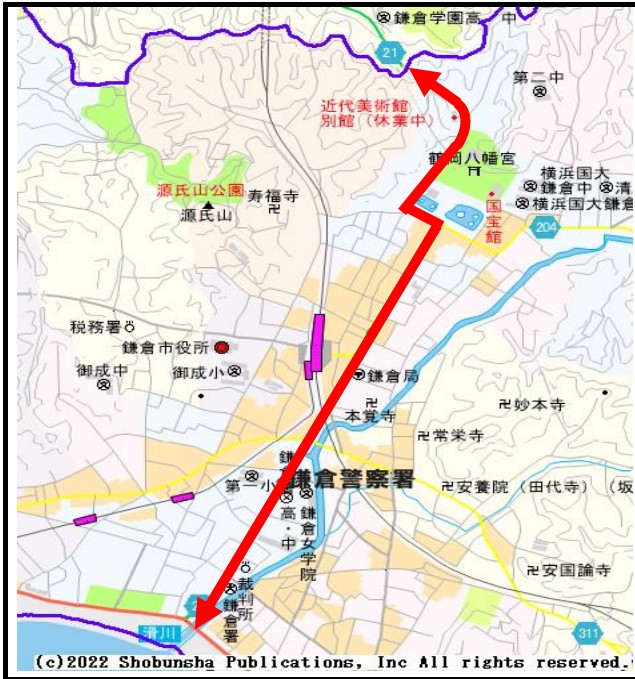 鎌倉学園高・中
21
第二中
近代美術館
別館(休業中)
鶴岡八幡宮
横浜国大
鎌倉中
清
横浜国大鎌倉
国宝館
204
源氏山公園
源氏山
寿福寺
税務署
鎌倉市役所
御成中
御成小
鎌倉局
本覚寺
妙本寺
常栄寺
鎌
第一小
高・中
鎌倉警察署
安養院(田代寺)(坂
鎌倉女学院
安国論寺
裁判所
鎌倉署
滑川
311
(c)2022 Shobunsha Publications, Inc All rights reserved.